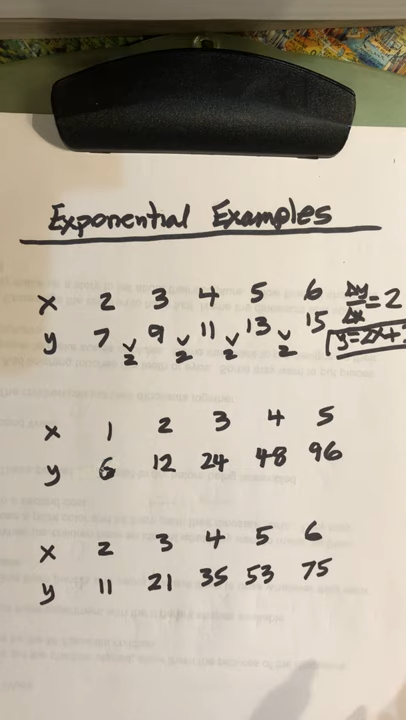 Exponential Examples
x 2 3 4 5 6 Δy/Δx = 2
y 7 9 11 13 15 y=2x+3
2 2 2 2
x 1 2 3 4 5
y 6 12 24 48 96
x 2 3 4 5 6
y 11 21 35 53 75